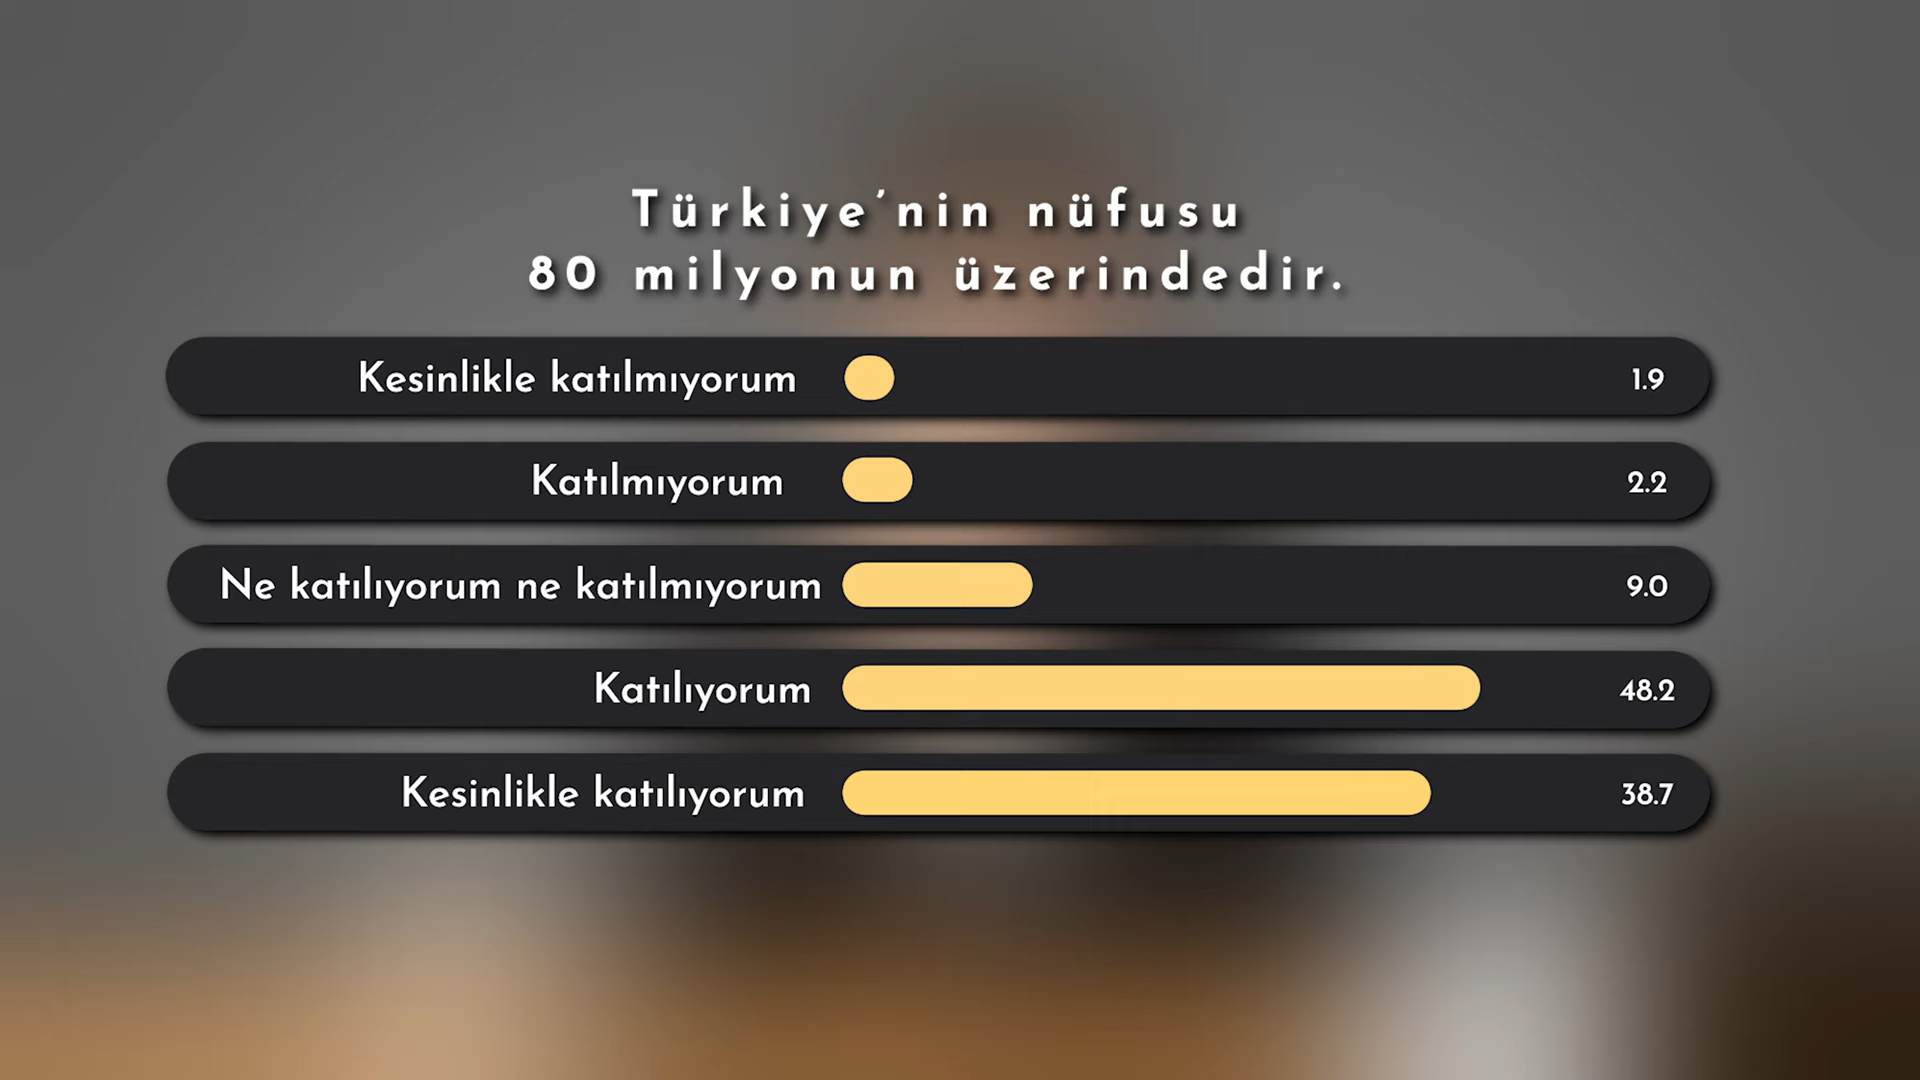 Türkiye’nin nüfusu
80 milyonun üzerindedir.
Kesinlikle katılmıyorum 1.9
Katılmıyorum 2.2
Ne katılıyorum ne katılmıyorum 9.0
Katılıyorum 48.2
Kesinlikle katılıyorum 38.7